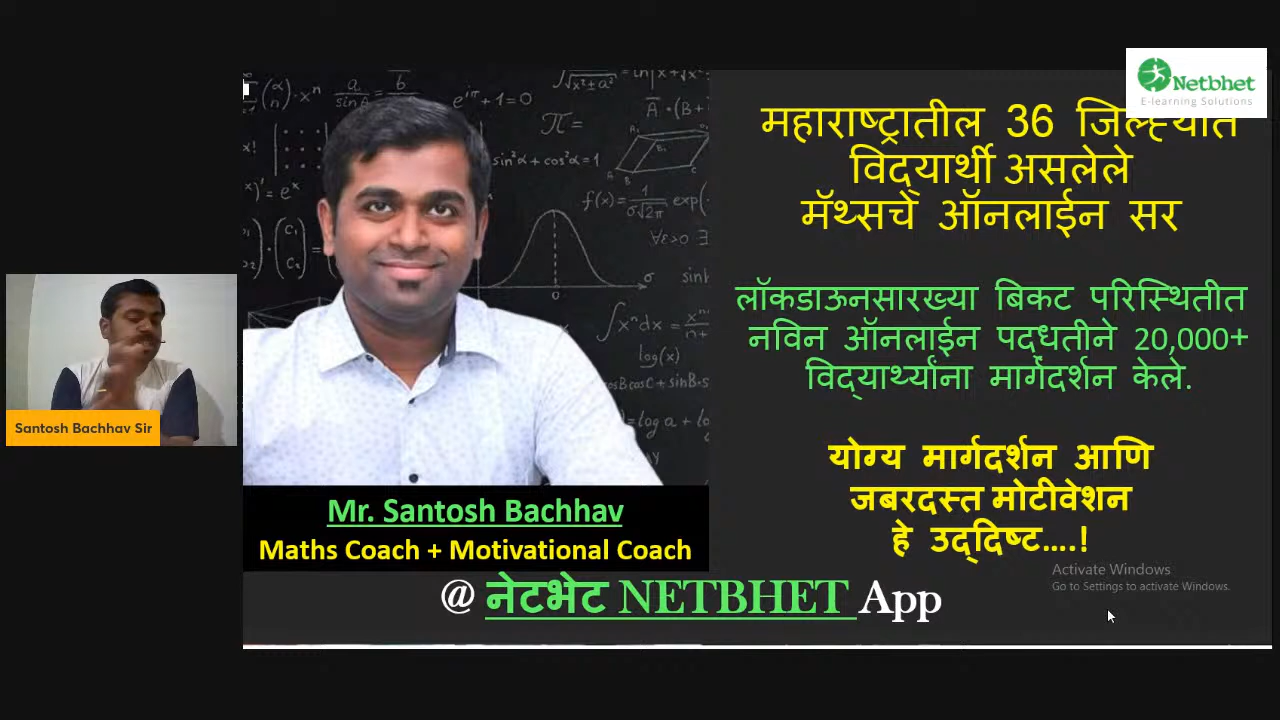 Netbhet
E-learning Solutions
महाराष्ट्रातील 36 जिल्ह्यात
विद्यार्थी असलेले
मॅथ्सचे ऑनलाईन सर
लॉकडाऊनसारख्या बिकट परिस्थितीत
नविन ऑनलाईन पद्धतीने 20,000+
विद्यार्थ्यांना मार्गदर्शन केले.
योग्य मार्गदर्शन आणि
जबरदस्त मोटीवेशन
हे उद्दिष्ट....!
Santosh Bachhav Sir
Mr. Santosh Bachhav
Maths Coach + Motivational Coach
@ नेटभेट NETBHET App
Activate Windows
Go to Settings to activate Windows.